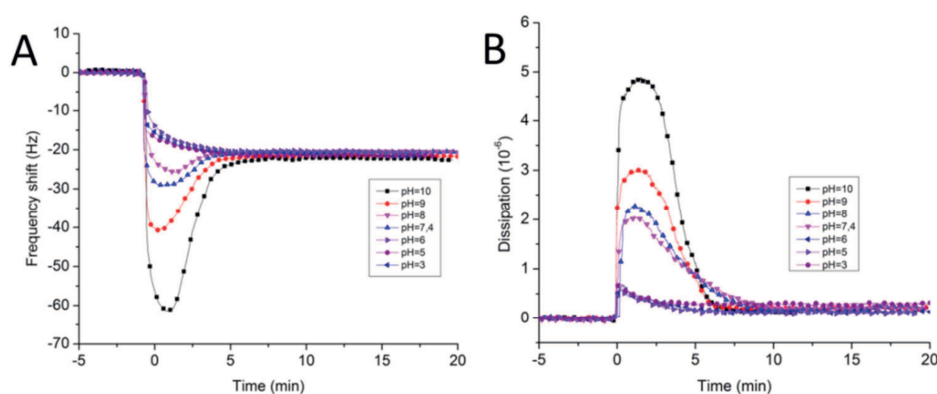 A
Frequency shift (Hz)
10
0
-10
-20
-30
-40
-50
-60
-70
-5
0
5
10
15
20
Time (min)
pH=10
pH=9
pH=8
pH=7,4
pH=6
pH=5
pH=3
B
Dissipation (10⁻⁶)
6
5
4
3
2
1
0
-5
0
5
10
15
20
Time (min)
pH=10
pH=9
pH=8
pH=7,4
pH=6
pH=5
pH=3